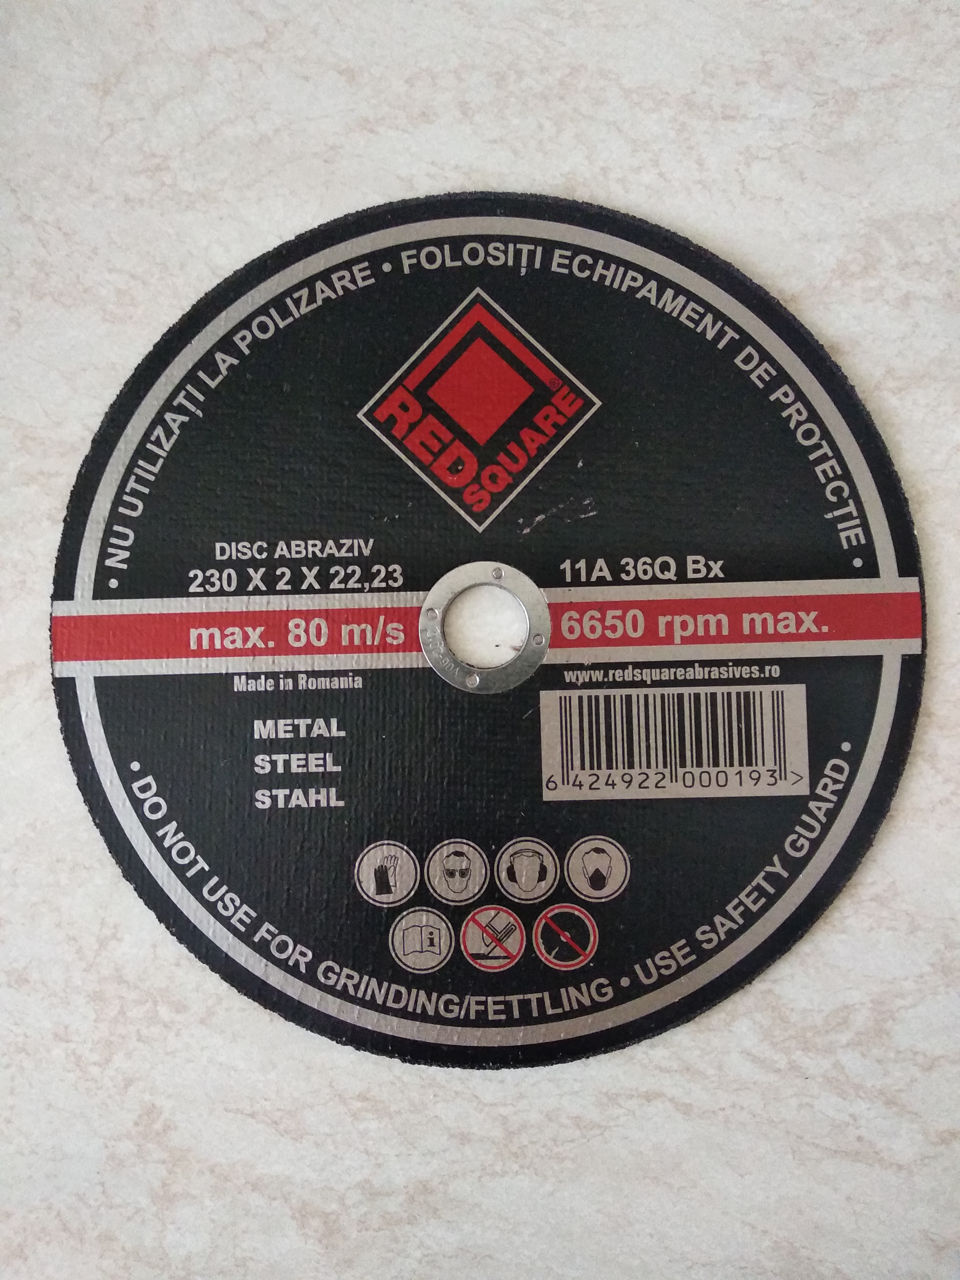 • NU UTILIZAȚI LA POLIZARE • FOLOSIȚI ECHIPAMENT DE PROTECȚIE •
RED
SQUARE®
DISC ABRAZIV
230 X 2 X 22,23
11A 36Q Bx
max. 80 m/s
6650 rpm max.
Made in Romania
www.redsquareabrasives.ro
METAL
STEEL
STAHL
6 424922 000193 >
i
• DO NOT USE FOR GRINDING/FETTLING • USE SAFETY GUARD •